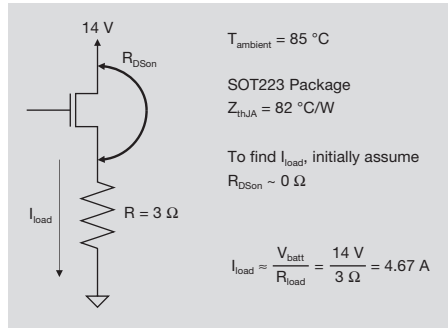 14 V
R_DSon
I_load
R = 3 Ω
T_ambient = 85 °C
SOT223 Package
Z_thJA = 82 °C/W
To find I_load, initially assume
R_DSon ~ 0 Ω
I_load ≈ V_batt / R_load = 14 V / 3 Ω = 4.67 A